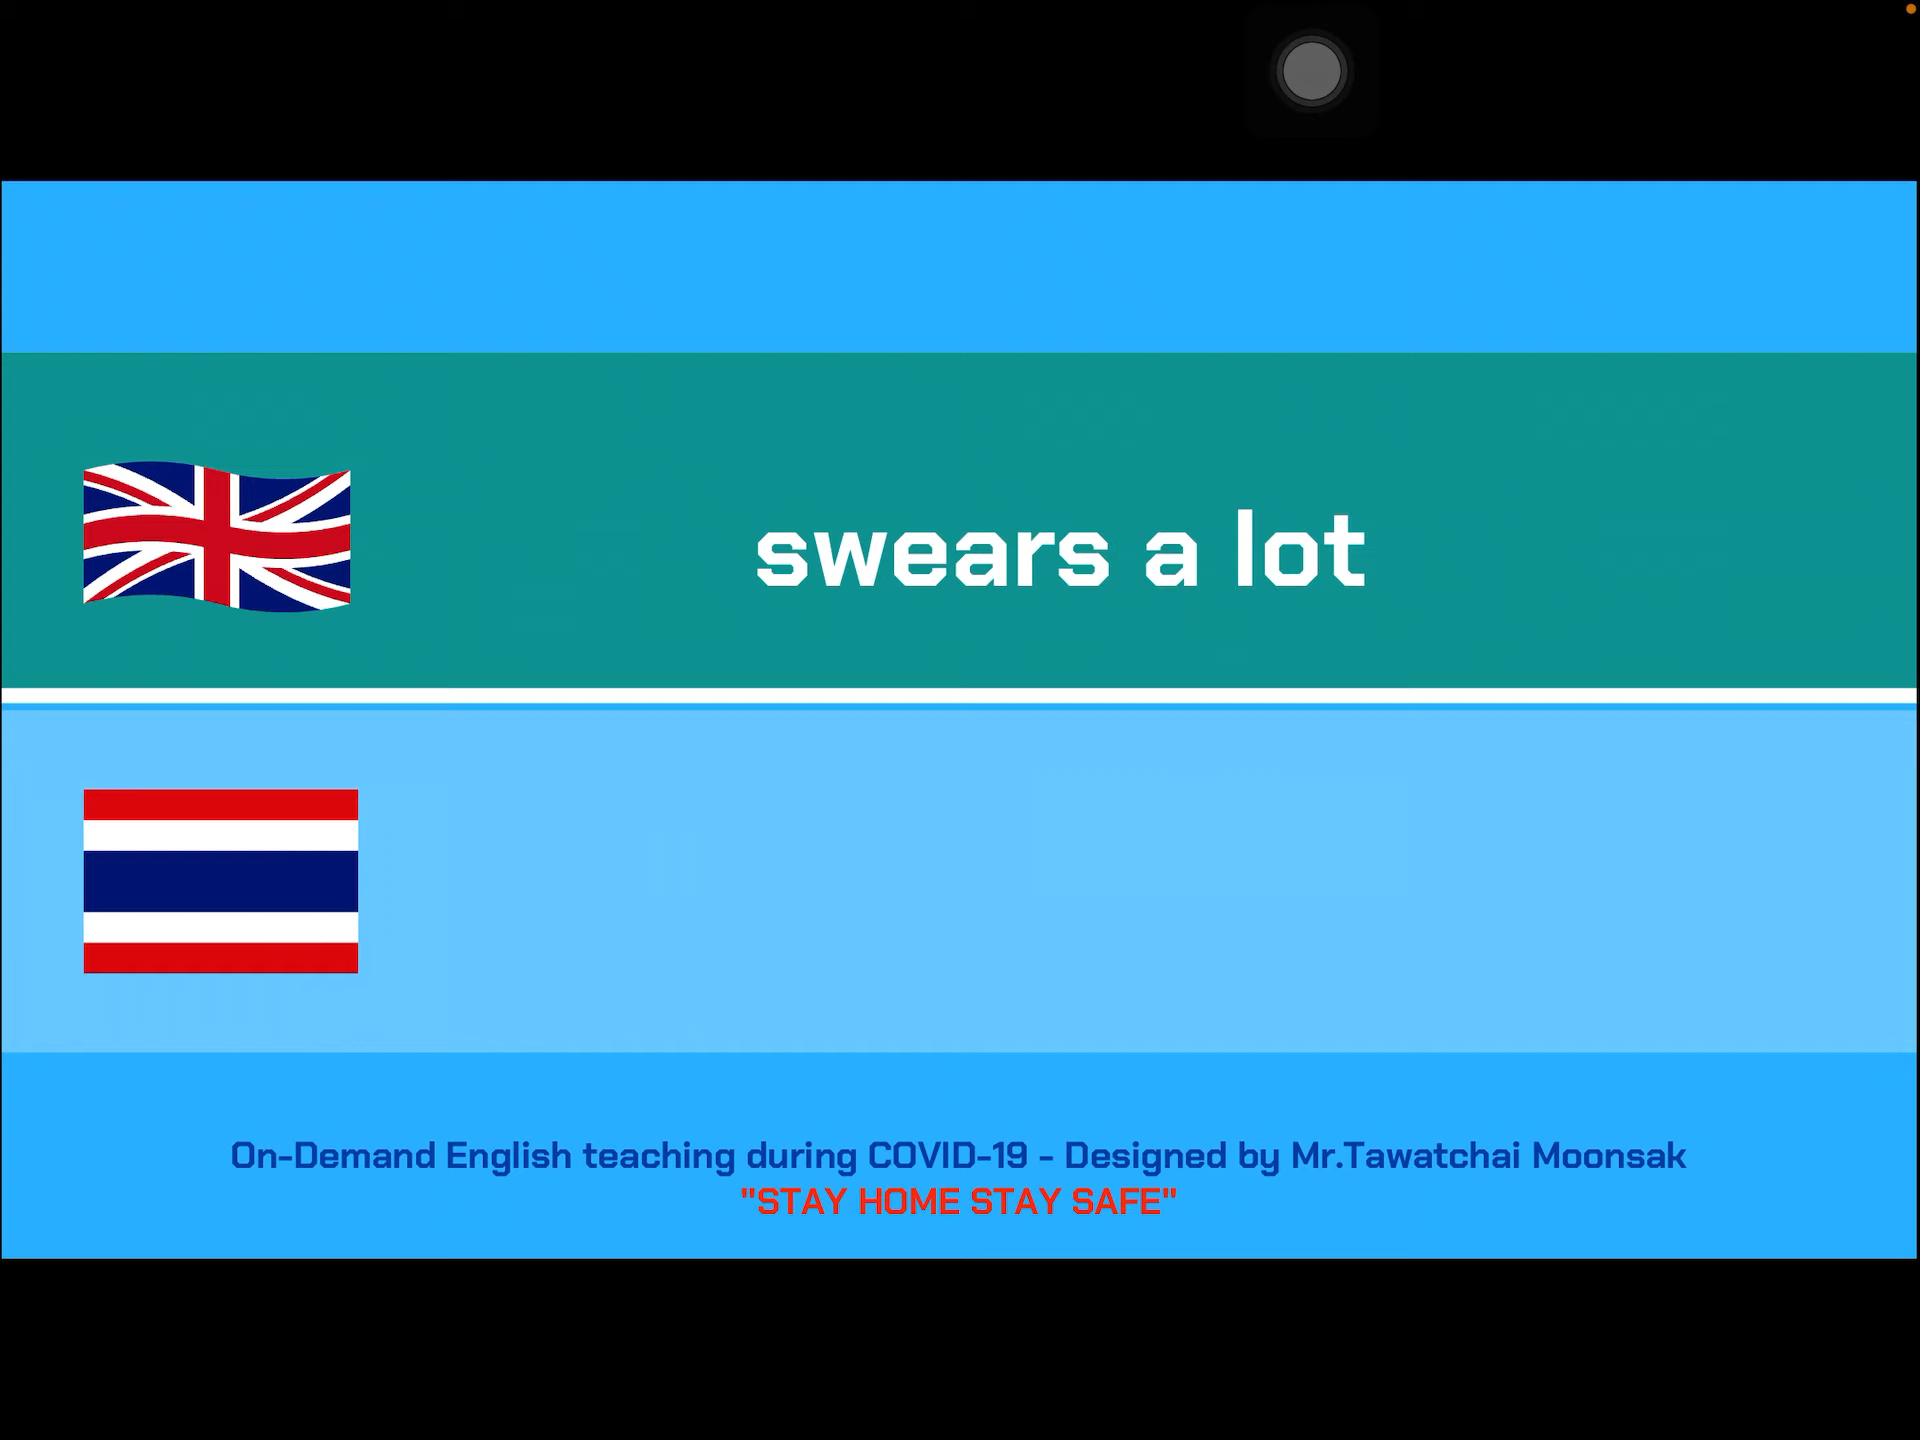 swears a lot
On-Demand English teaching during COVID-19 - Designed by Mr.Tawatchai Moonsak
"STAY HOME STAY SAFE"